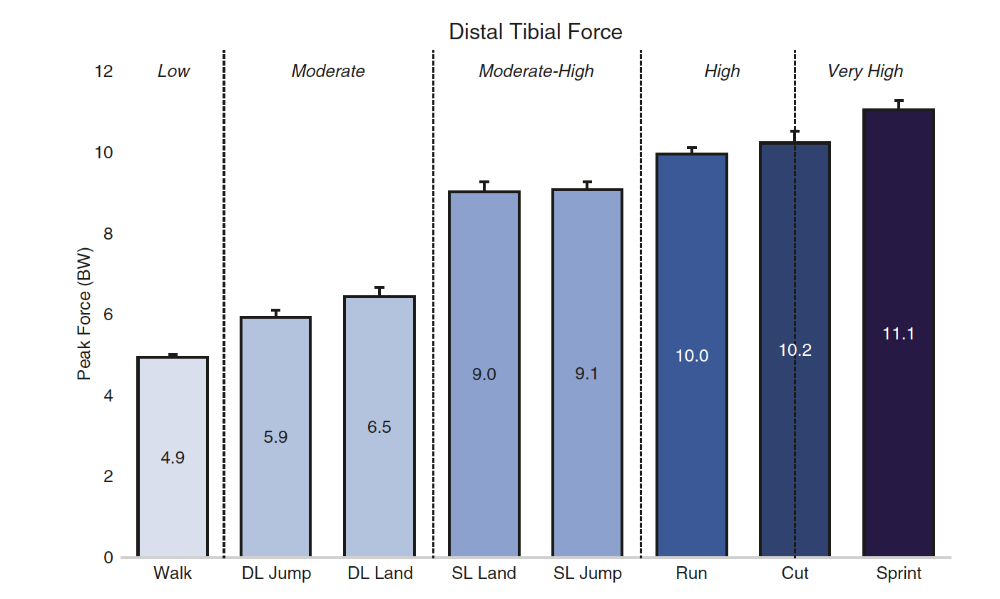 Distal Tibial Force
Low Moderate Moderate-High High Very High
Peak Force (BW)
12
10
8
6
4
2
0
4.9 5.9 6.5 9.0 9.1 10.0 10.2 11.1
Walk DL Jump DL Land SL Land SL Jump Run Cut Sprint